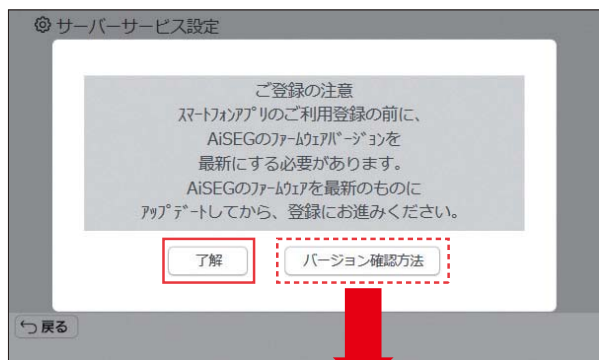 サーバーサービス設定
ご登録の注意
ｽﾏｰﾄﾌｫﾝｱﾌﾟﾘのご利用登録の前に、
AiSEGのﾌｧｰﾑｳｪｱﾊﾞｰｼﾞｮﾝを
最新にする必要があります。
AiSEGのﾌｧｰﾑｳｪｱを最新のものに
ｱｯﾌﾟﾃﾞｰﾄしてから、登録にお進みください。
了解
バージョン確認方法
戻る